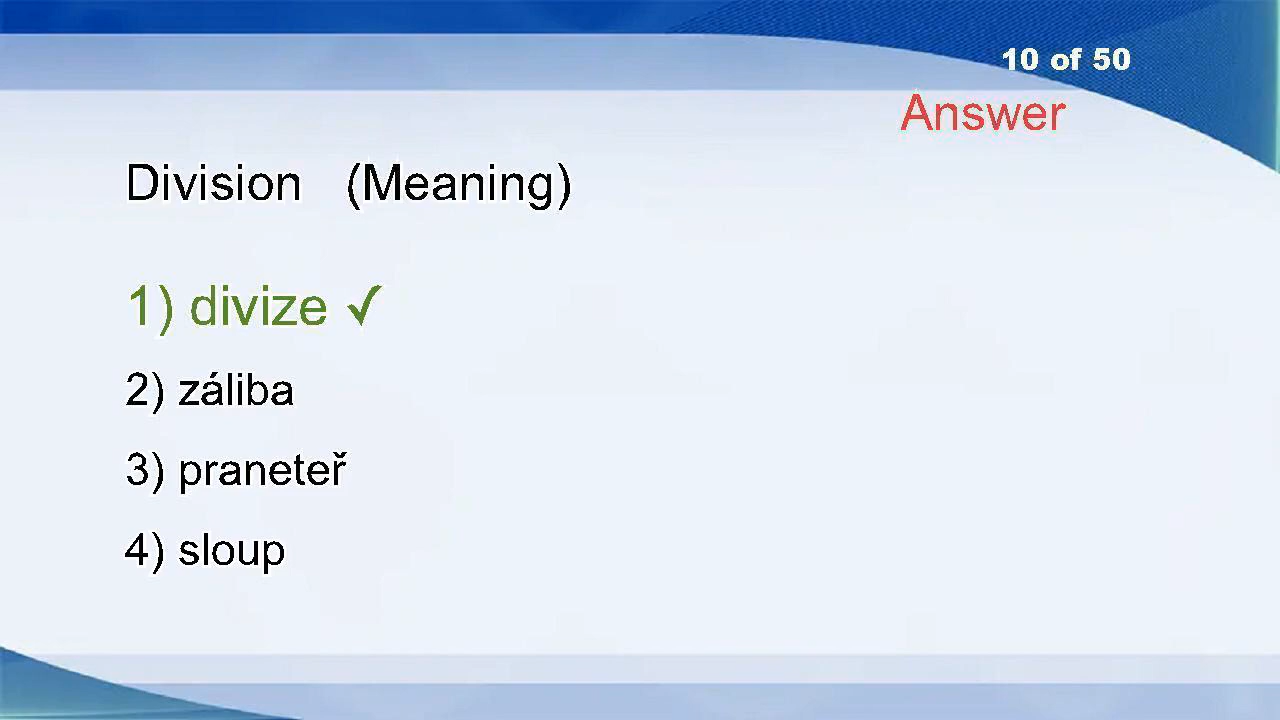 10 of 50
Answer
Division (Meaning)
1) divize ✓
2) záliba
3) praneteř
4) sloup